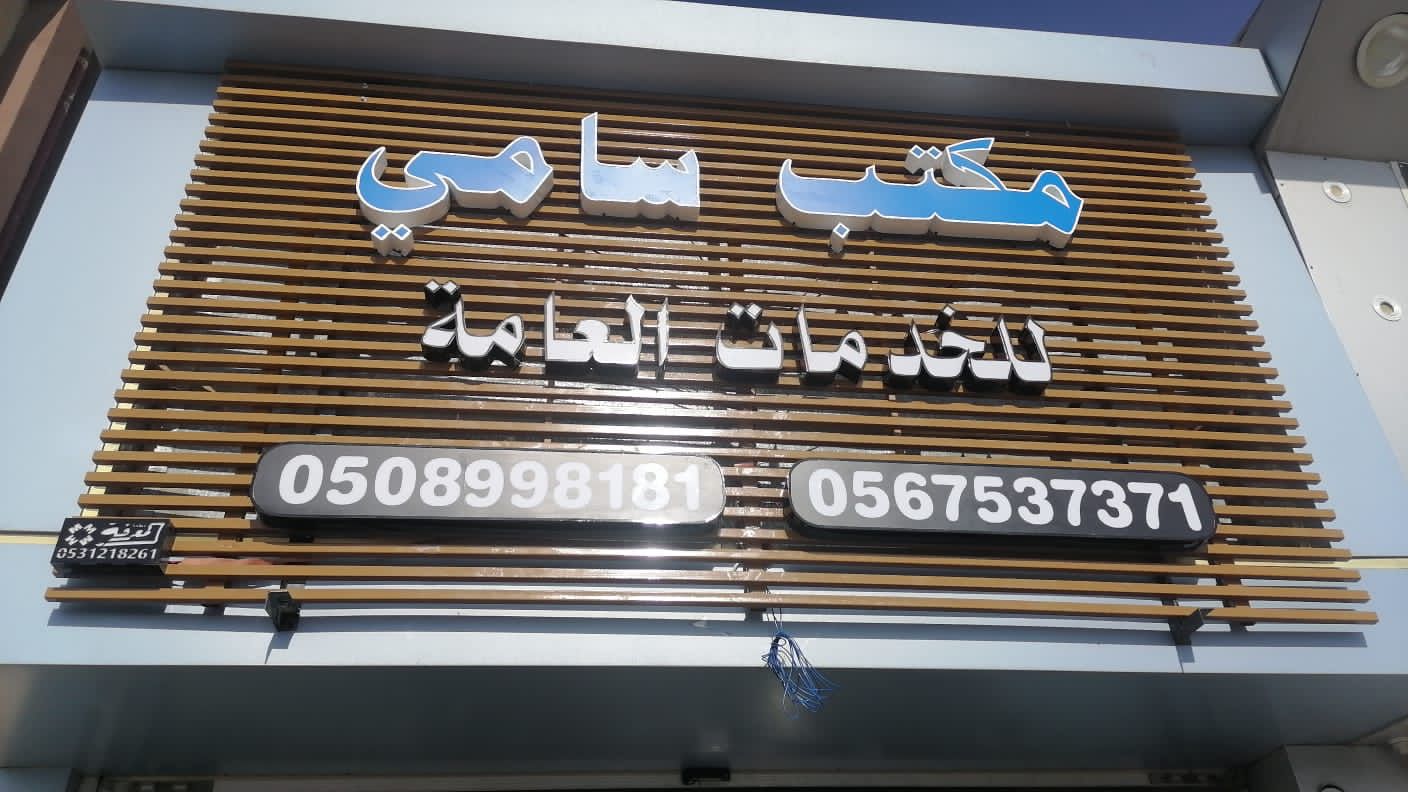 مكتب سامي
للخدمات العامة
0508998181 0567537371
0531218261